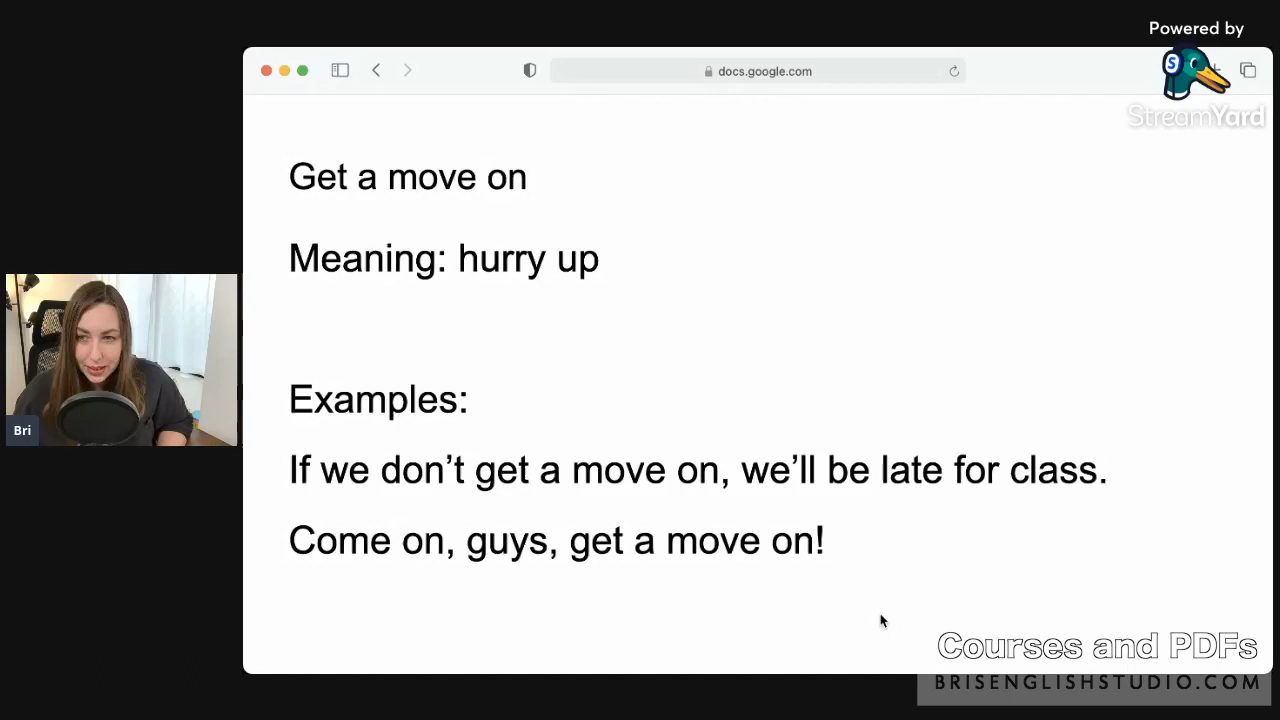 Powered by
S
StreamYard
docs.google.com
Get a move on
Meaning: hurry up
Examples:
If we don’t get a move on, we’ll be late for class.
Come on, guys, get a move on!
Bri
Courses and PDFs
BRISENGLISHSTUDIO.COM